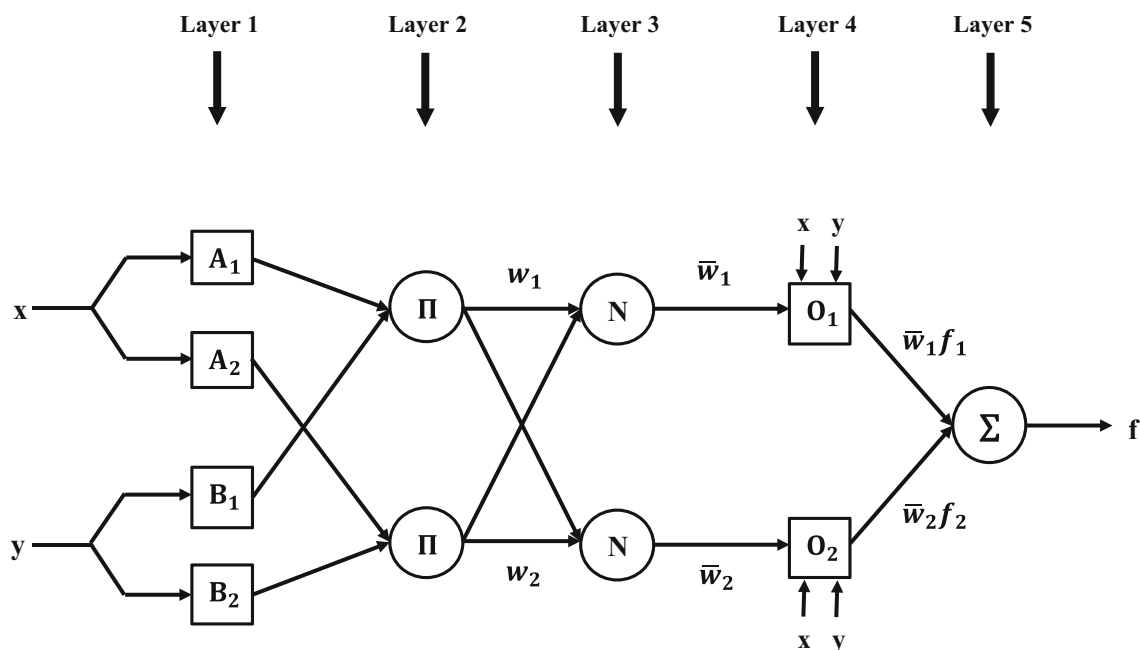 Layer 1 Layer 2 Layer 3 Layer 4 Layer 5
x y
A₁
w₁ w̅₁
x Π N O₁
w̅₁f₁
A₂
Σ f
B₁
w̅₂f₂
y Π N O₂
w₂ w̅₂
B₂
x y